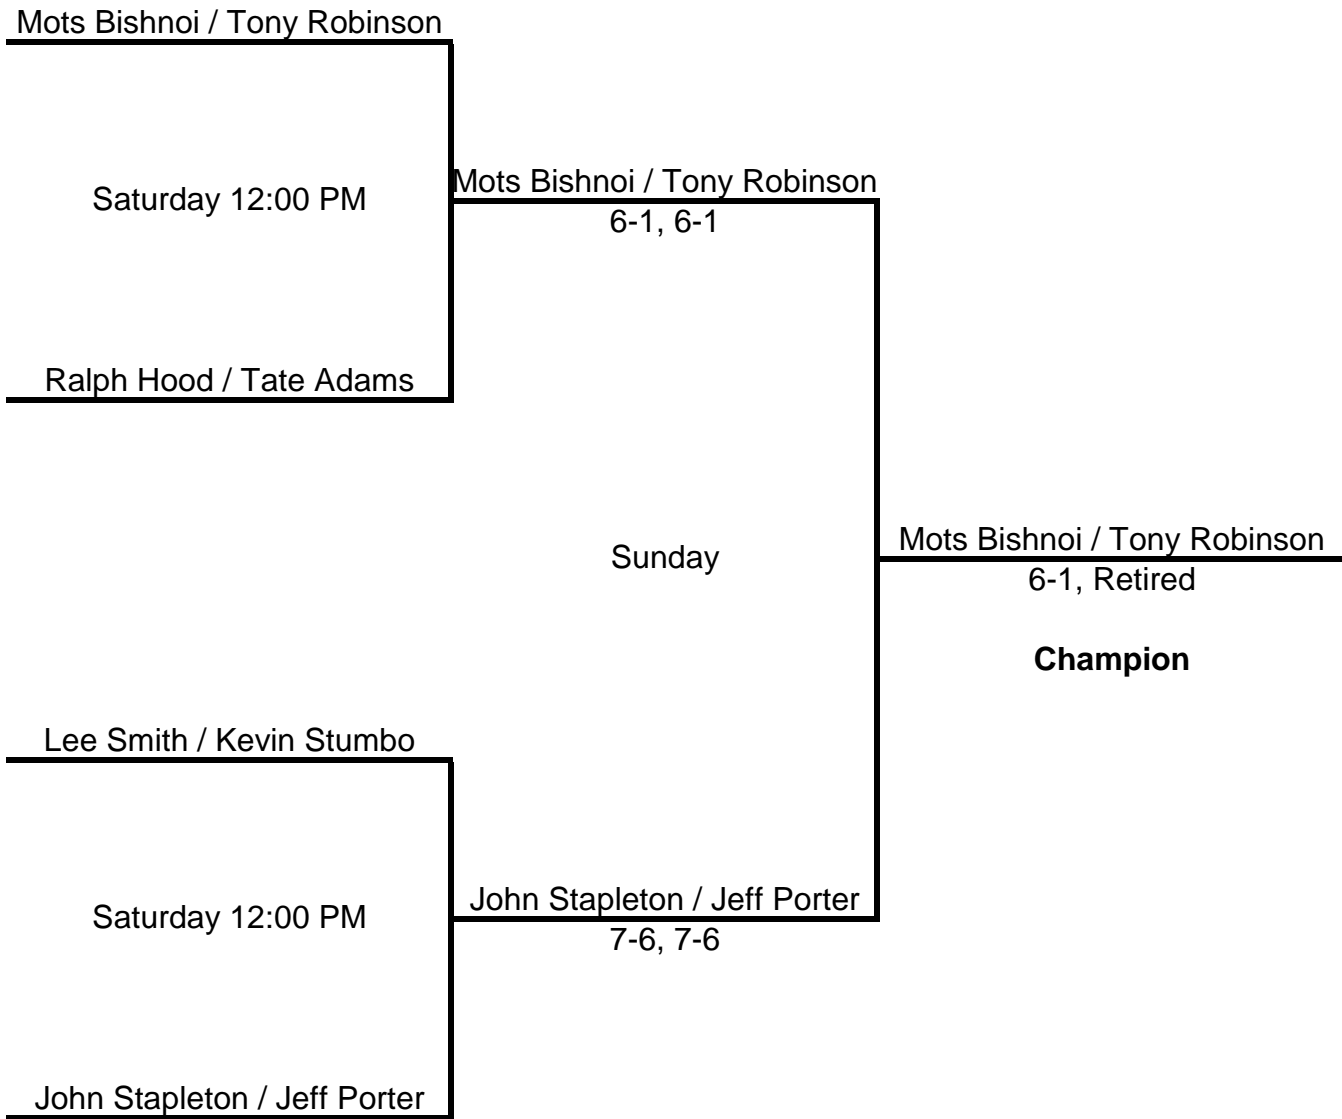 Mots Bishnoi / Tony Robinson
Saturday 12:00 PM
Mots Bishnoi / Tony Robinson
6-1, 6-1
Ralph Hood / Tate Adams
Sunday
Mots Bishnoi / Tony Robinson
6-1, Retired
Champion
Lee Smith / Kevin Stumbo
Saturday 12:00 PM
John Stapleton / Jeff Porter
7-6, 7-6
John Stapleton / Jeff Porter